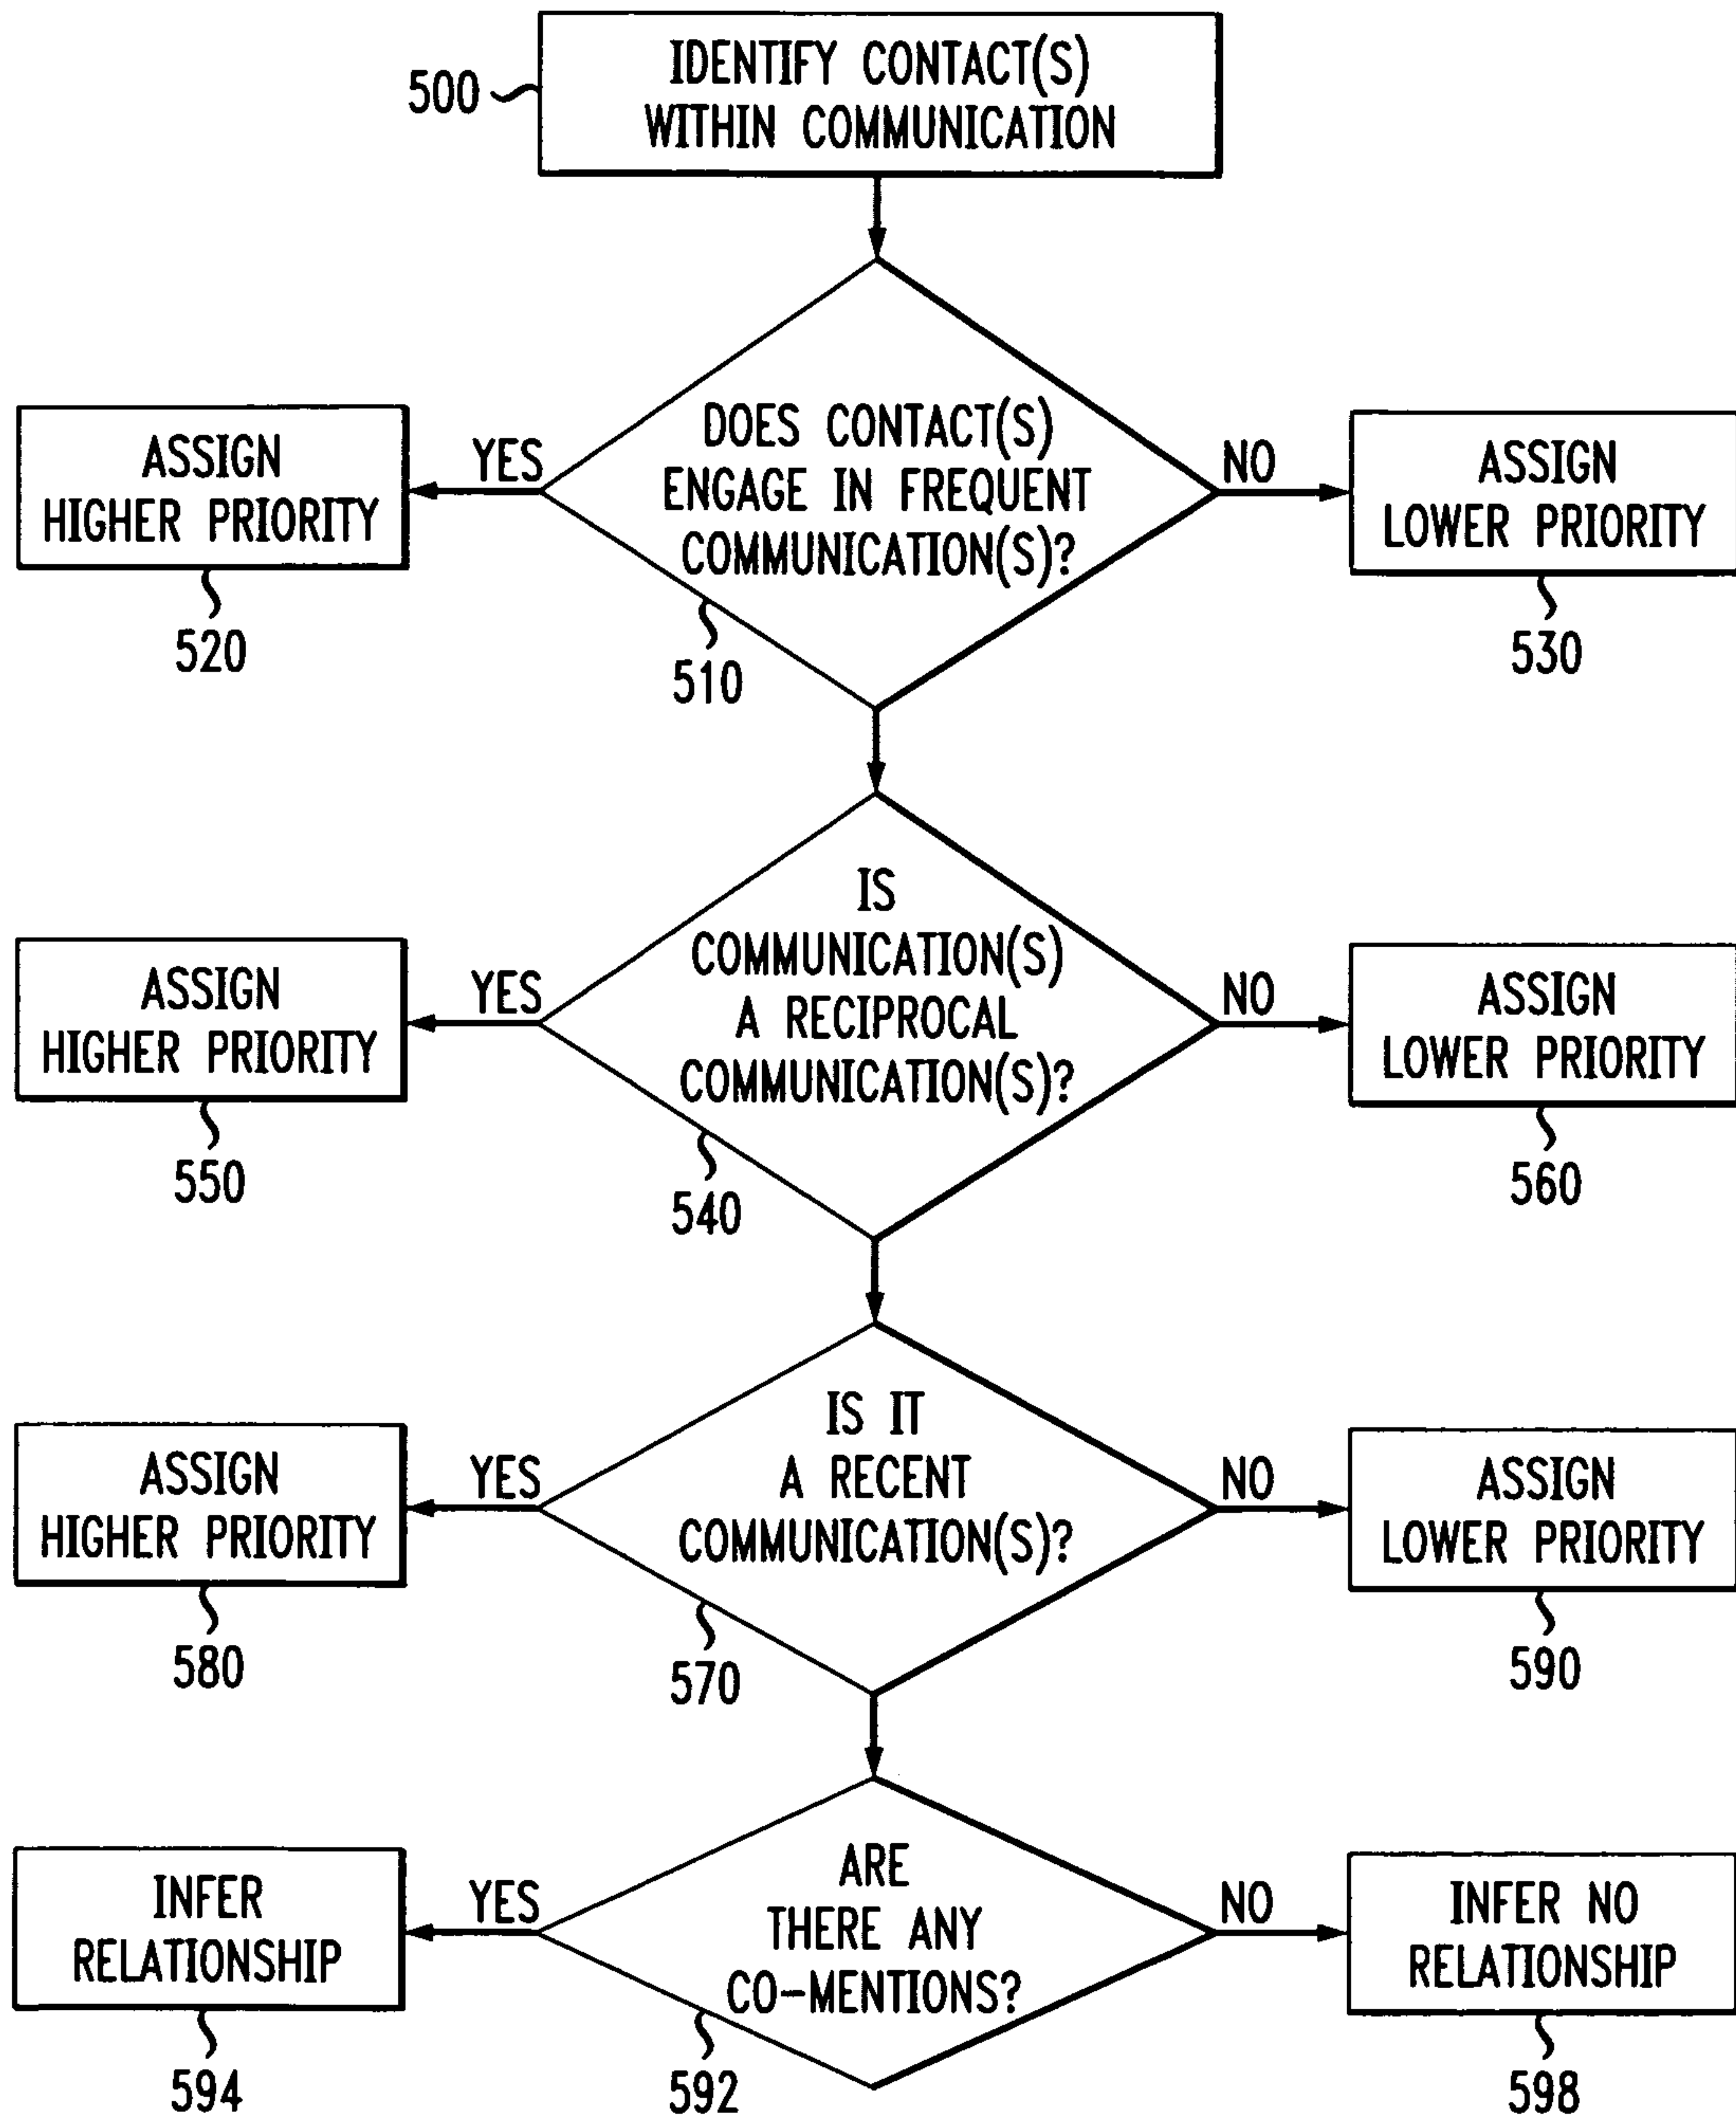 IDENTIFY CONTACT(S)
WITHIN COMMUNICATION
500
DOES CONTACT(S)
ENGAGE IN FREQUENT
COMMUNICATION(S)?
510
YES
ASSIGN
HIGHER PRIORITY
520
NO
ASSIGN
LOWER PRIORITY
530
IS
COMMUNICATION(S)
A RECIPROCAL
COMMUNICATION(S)?
540
YES
ASSIGN
HIGHER PRIORITY
550
NO
ASSIGN
LOWER PRIORITY
560
IS IT
A RECENT
COMMUNICATION(S)?
570
YES
ASSIGN
HIGHER PRIORITY
580
NO
ASSIGN
LOWER PRIORITY
590
ARE
THERE ANY
CO-MENTIONS?
592
YES
INFER
RELATIONSHIP
594
NO
INFER NO
RELATIONSHIP
598